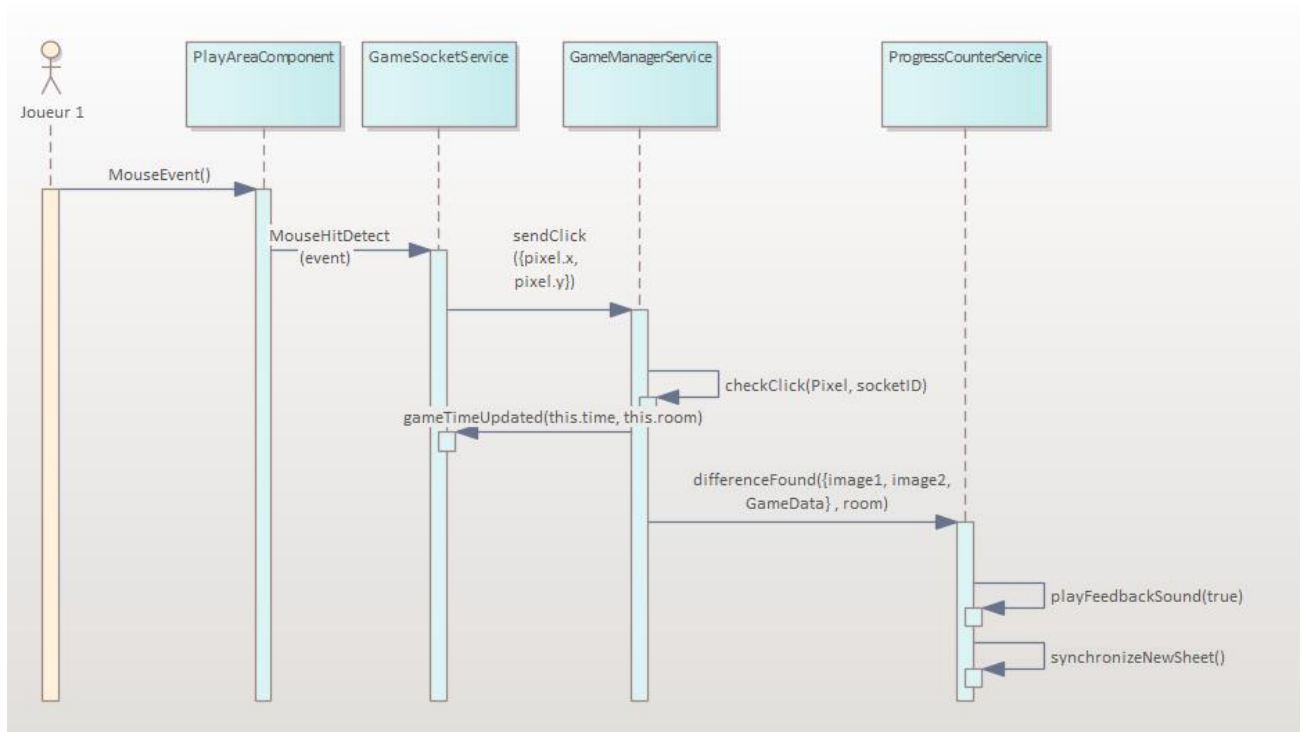 PlayAreaComponent
GameSocketService
GameManagerService
ProgressCounterService
Joueur 1
MouseEvent()
MouseHitDetect
(event)
sendClick
({pixel.x,
pixel.y})
checkClick(Pixel, socketID)
gameTimeUpdated(this.time, this.room)
differenceFound({image1, image2,
GameData} , room)
playFeedbackSound(true)
synchronizeNewSheet()